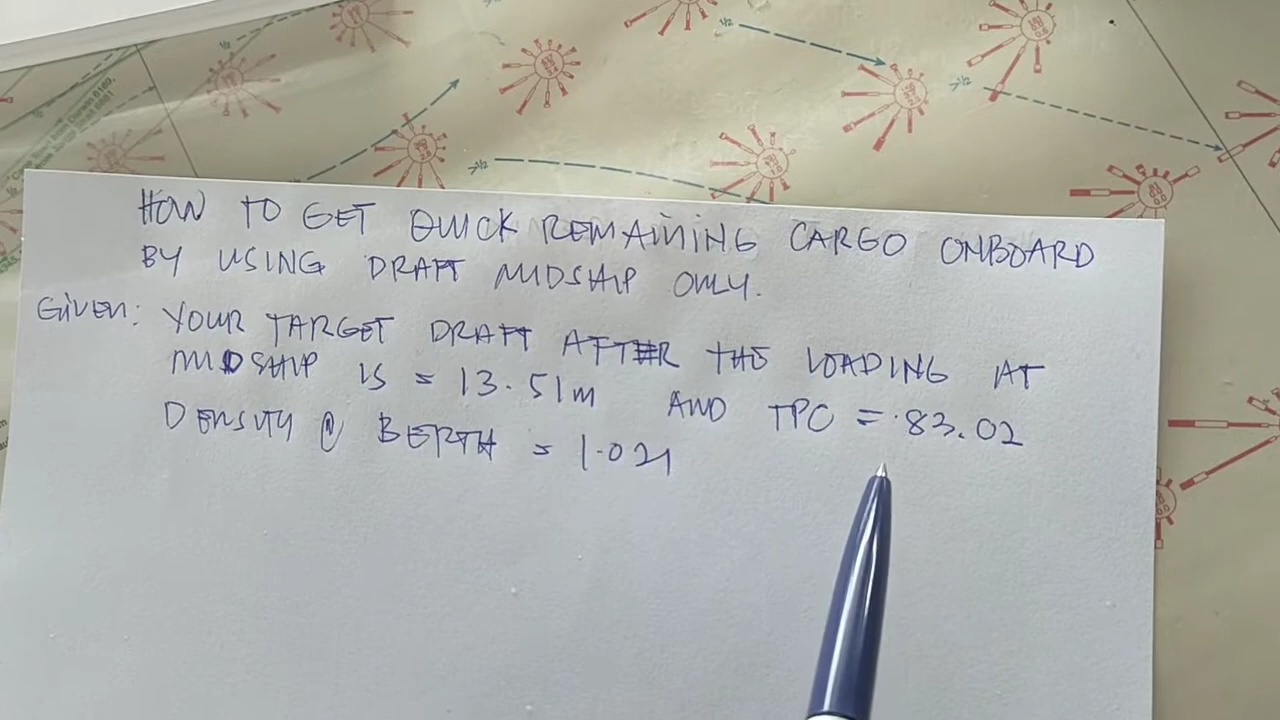 HOW TO GET QUICK REMAINING CARGO ONBOARD
BY USING DRAFT MIDSHIP ONLY.
GIVEN: YOUR TARGET DRAFT AFTER THE LOADING AT
MIDSHIP IS = 13.51m AND TPC = 83.02
DENSITY @ BERTH = 1.021